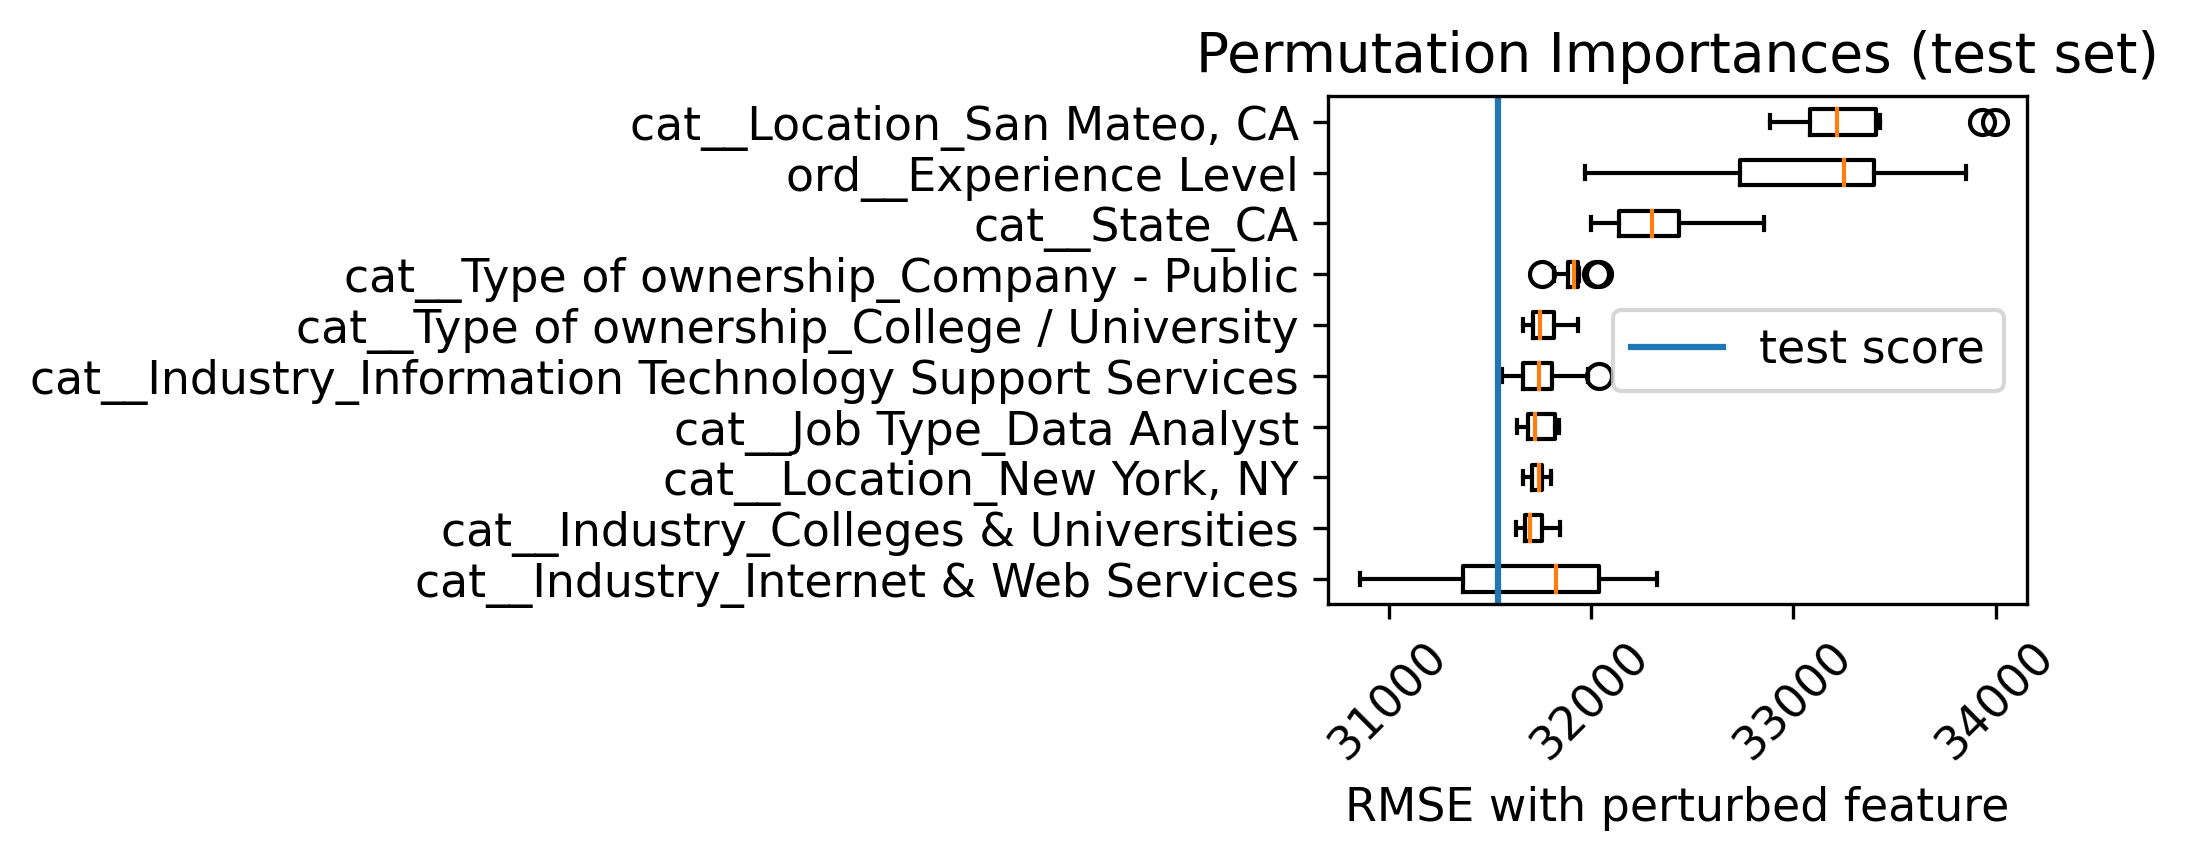 Permutation Importances (test set)
cat__Location_San Mateo, CA
ord__Experience Level
cat__State_CA
cat__Type of ownership_Company - Public
cat__Type of ownership_College / University
cat__Industry_Information Technology Support Services
cat__Job Type_Data Analyst
cat__Location_New York, NY
cat__Industry_Colleges & Universities
cat__Industry_Internet & Web Services
test score
31000
32000
33000
34000
RMSE with perturbed feature